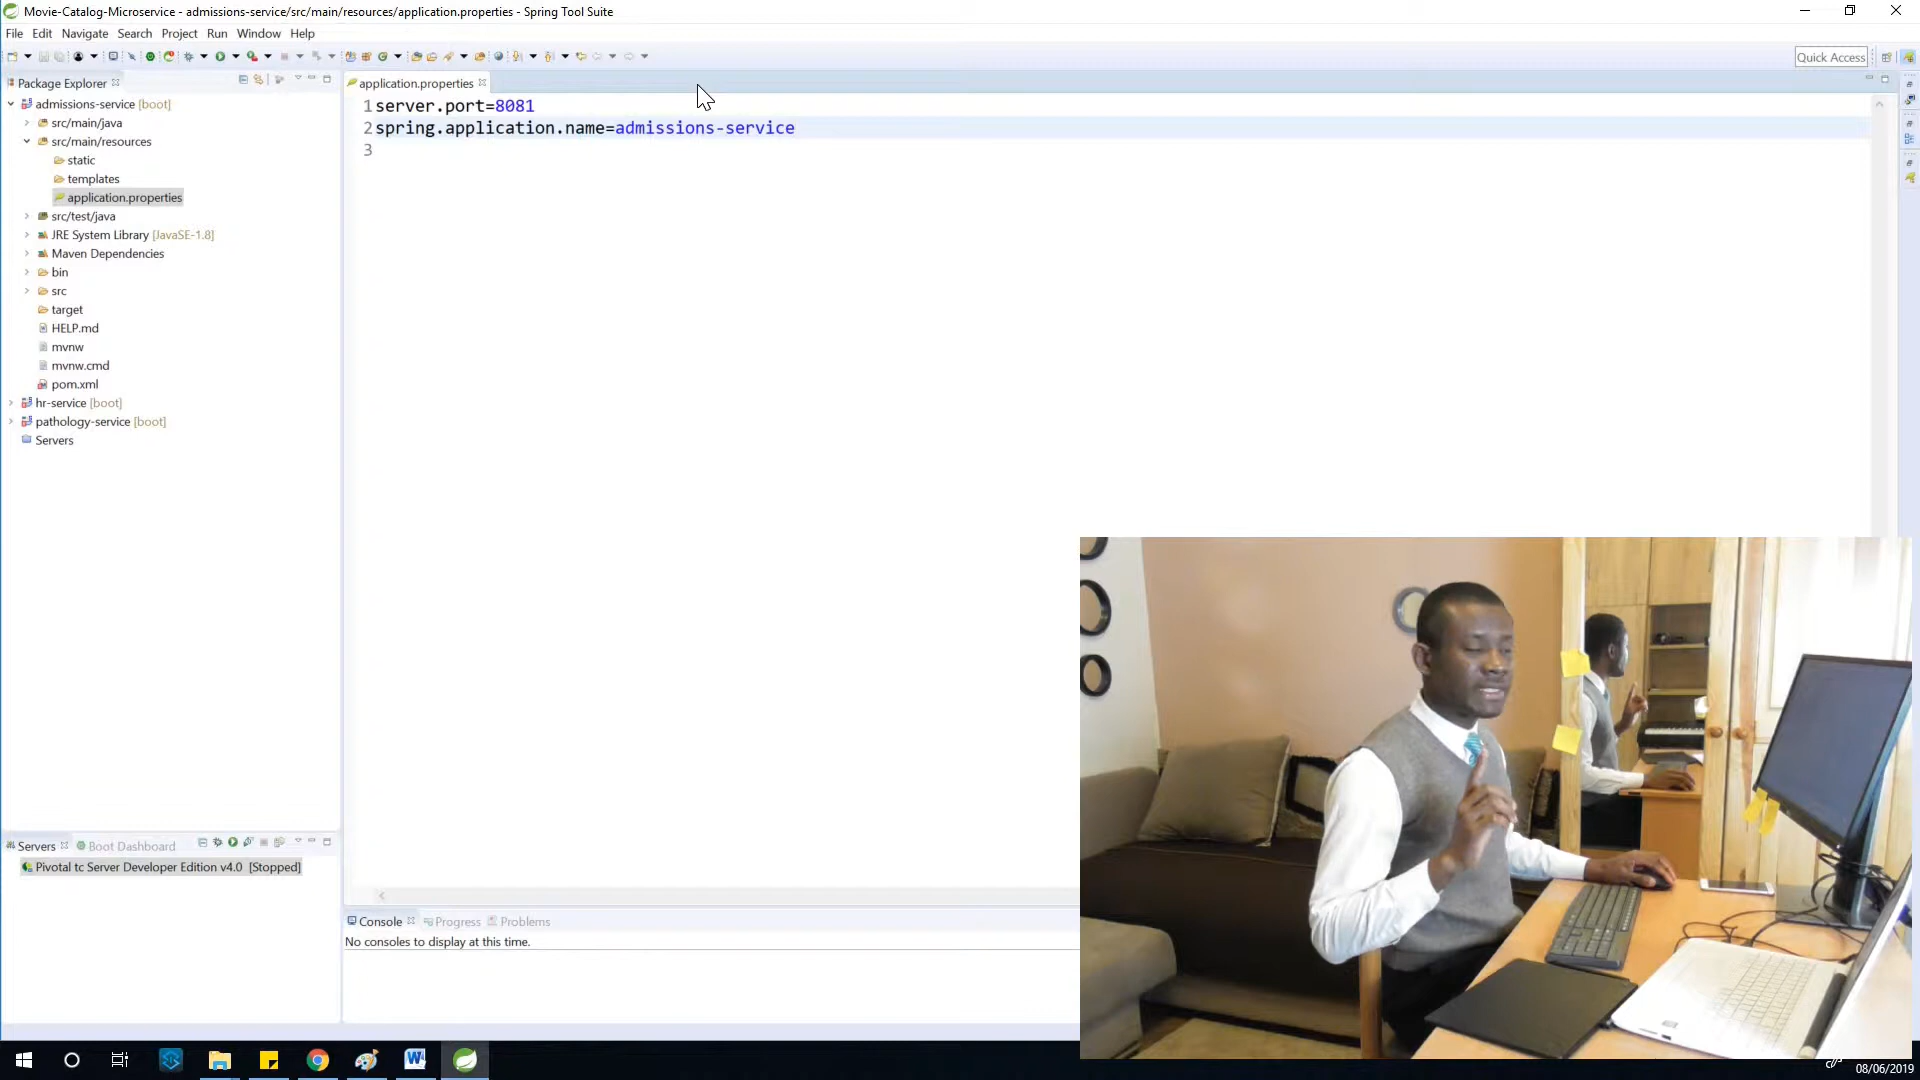 Movie-Catalog-Microservice - admissions-service/src/main/resources/application.properties - Spring Tool Suite
File Edit Navigate Search Project Run Window Help
Quick Access
Package Explorer
admissions-service [boot]
src/main/java
src/main/resources
static
templates
application.properties
src/test/java
JRE System Library [JavaSE-1.8]
Maven Dependencies
bin
src
target
HELP.md
mvnw
mvnw.cmd
pom.xml
hr-service [boot]
pathology-service [boot]
Servers
application.properties
1 server.port=8081
2 spring.application.name=admissions-service
3
Servers Boot Dashboard
Pivotal tc Server Developer Edition v4.0 [Stopped]
Console Progress Problems
No consoles to display at this time.
08/06/2019